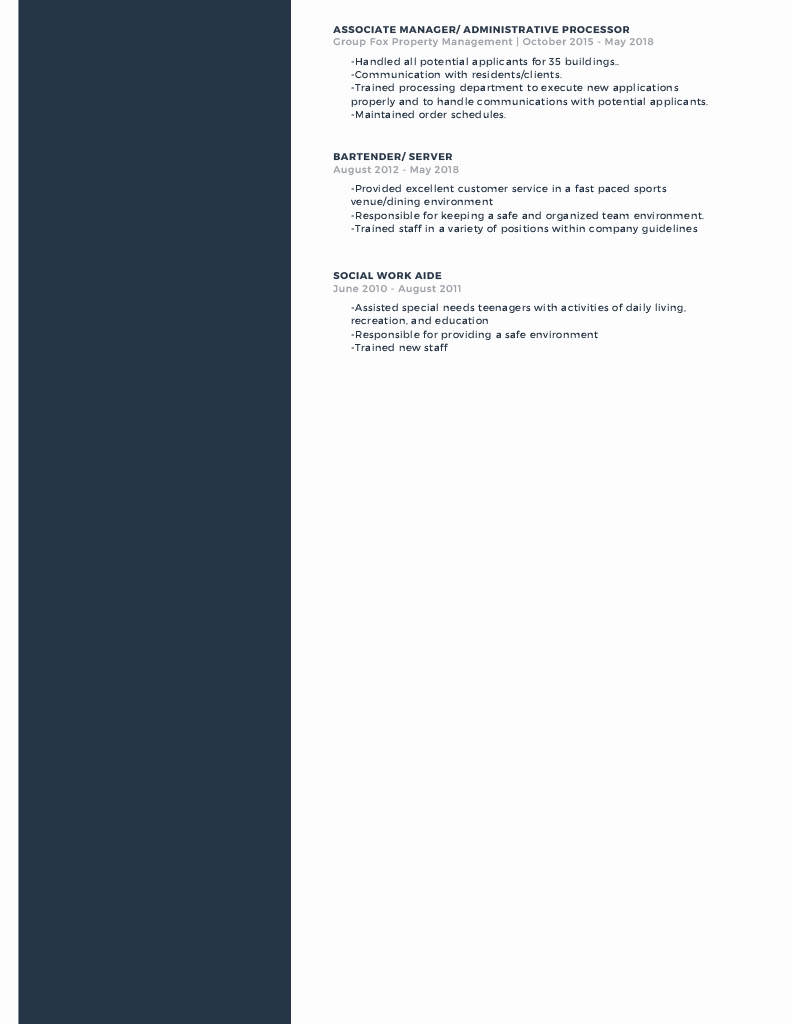 ASSOCIATE MANAGER/ ADMINISTRATIVE PROCESSOR
Group Fox Property Management | October 2015 - May 2018
-Handled all potential applicants for 35 buildings..
-Communication with residents/clients.
-Trained processing department to execute new applications
properly and to handle communications with potential applicants.
-Maintained order schedules.
BARTENDER/ SERVER
August 2012 - May 2018
-Provided excellent customer service in a fast paced sports
venue/dining environment
-Responsible for keeping a safe and organized team environment.
-Trained staff in a variety of positions within company guidelines
SOCIAL WORK AIDE
June 2010 - August 2011
-Assisted special needs teenagers with activities of daily living,
recreation, and education
-Responsible for providing a safe environment
-Trained new staff